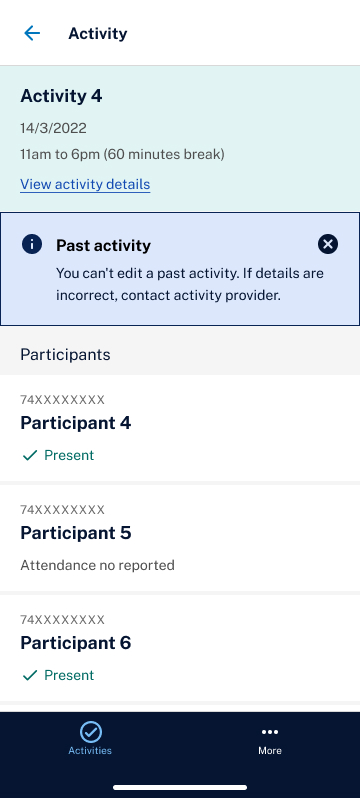 Activity
Activity 4
14/3/2022
11am to 6pm (60 minutes break)
View activity details
Past activity
You can't edit a past activity. If details are
incorrect, contact activity provider.
Participants
74XXXXXXXX
Participant 4
Present
74XXXXXXXX
Participant 5
Attendance no reported
74XXXXXXXX
Participant 6
Present
Activities
More